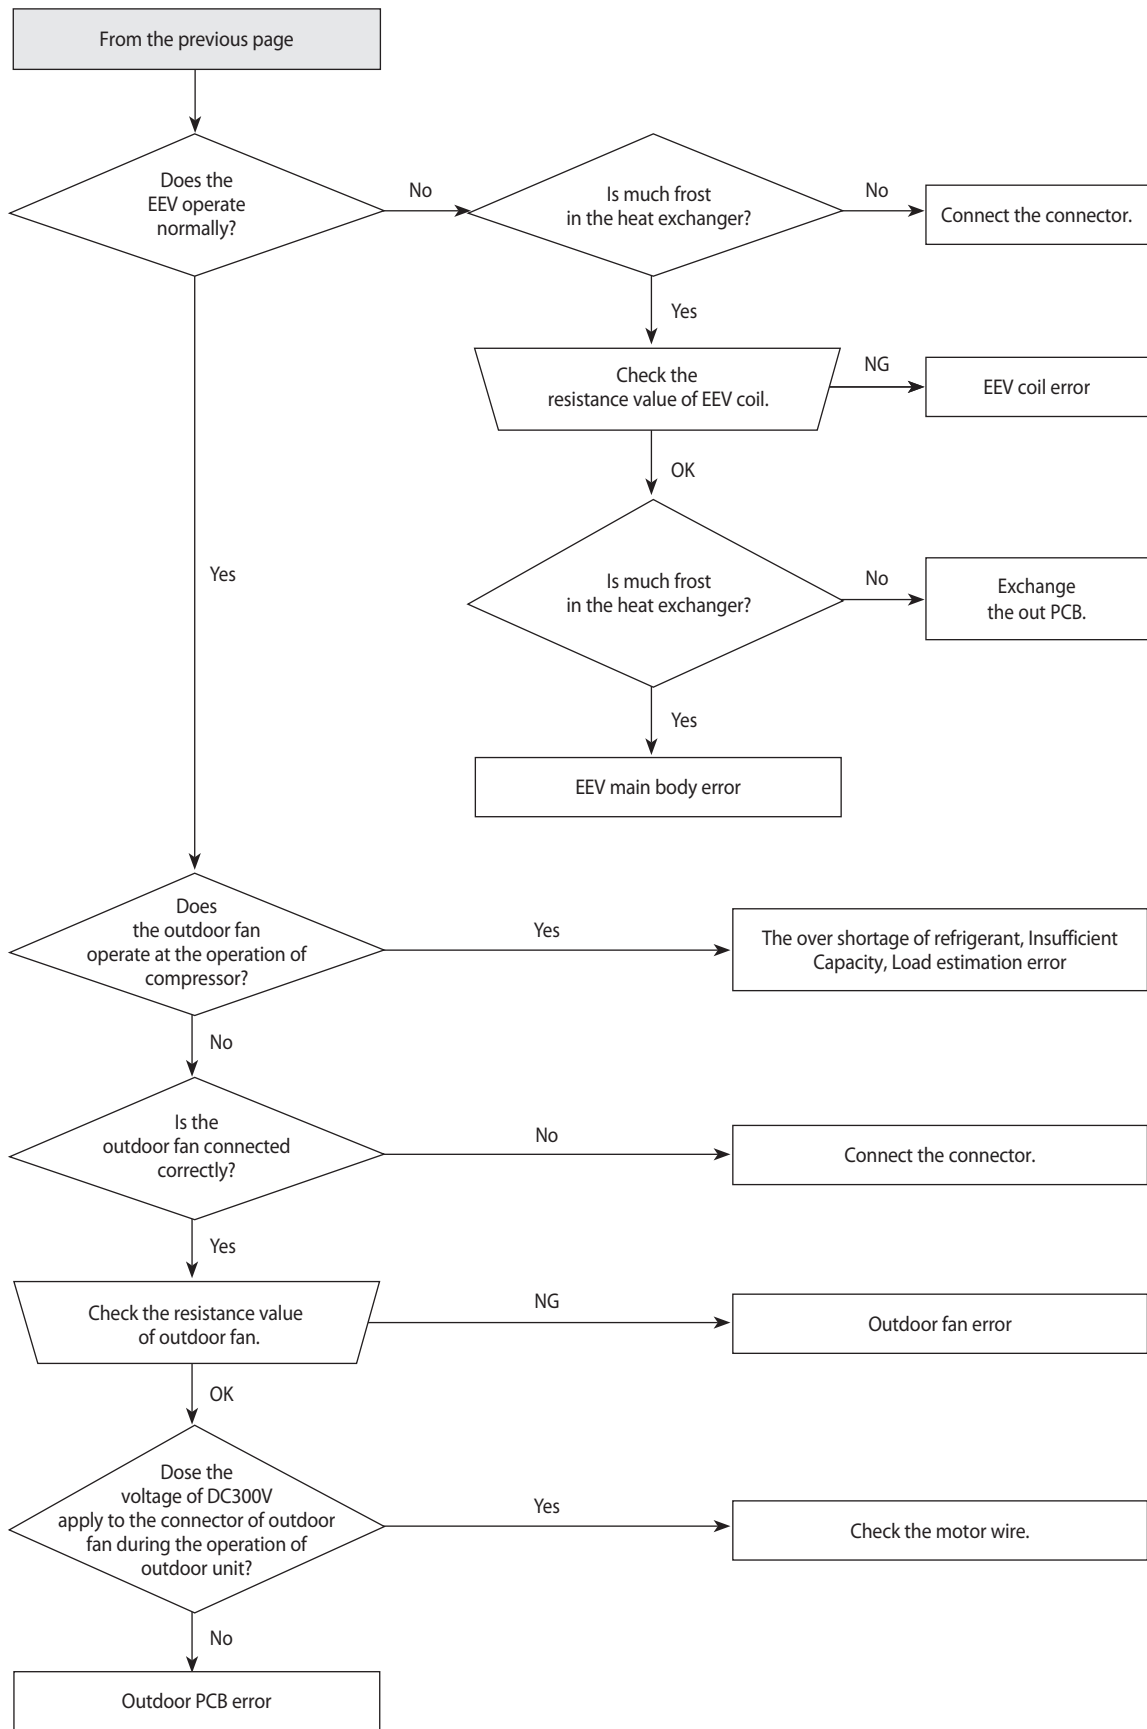 From the previous page
Does the
EEV operate
normally?
No
Is much frost
in the heat exchanger?
No
Connect the connector.
Yes
Check the
resistance value of EEV coil.
NG
EEV coil error
OK
Yes
Is much frost
in the heat exchanger?
No
Exchange
the out PCB.
Yes
EEV main body error
Does
the outdoor fan
operate at the operation of
compressor?
Yes
The over shortage of refrigerant, Insufficient
Capacity, Load estimation error
No
Is the
outdoor fan connected
correctly?
No
Connect the connector.
Yes
Check the resistance value
of outdoor fan.
NG
Outdoor fan error
OK
Dose the
voltage of DC300V
apply to the connector of outdoor
fan during the operation of
outdoor unit?
Yes
Check the motor wire.
No
Outdoor PCB error